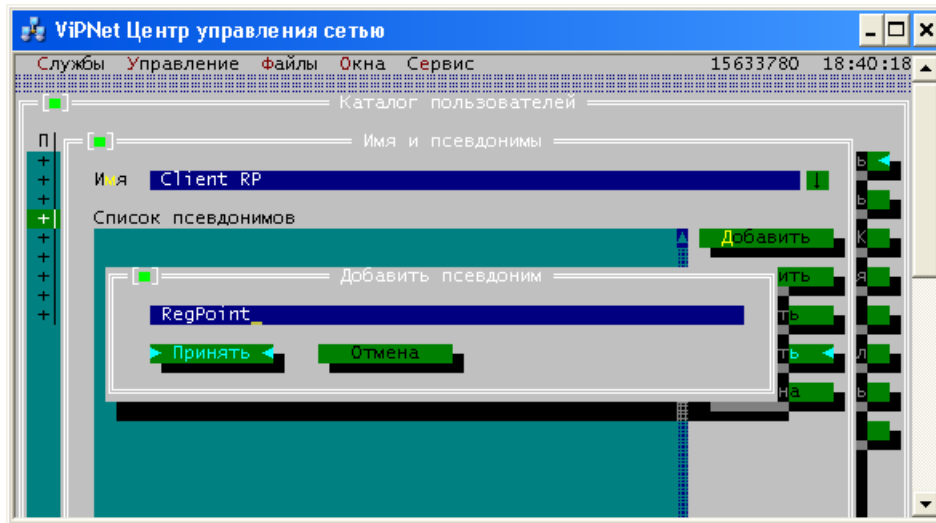 ViPNet Центр управления сетью
Службы Управление Файлы Окна Сервис 15633780 18:40:18
Каталог пользователей
П
Имя и псевдонимы
Имя Client RP
Список псевдонимов
Добавить
Добавить псевдоним
RegPoint
Принять Отмена